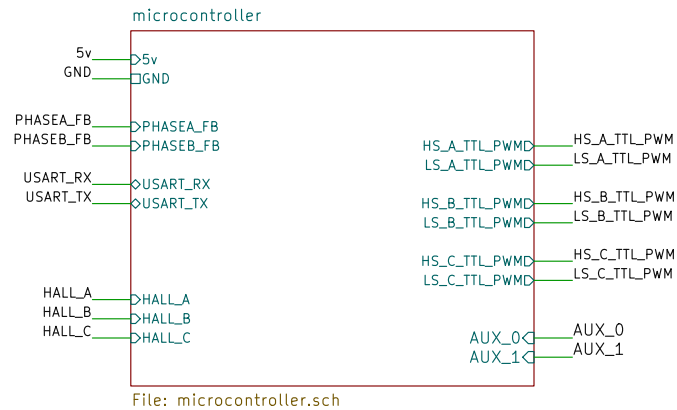 microcontroller
5v
5v
GND
GND
PHASEA_FB
PHASEA_FB
PHASEB_FB
PHASEB_FB
USART_RX
USART_RX
USART_TX
USART_TX
HALL_A
HALL_A
HALL_B
HALL_B
HALL_C
HALL_C
HS_A_TTL_PWM
HS_A_TTL_PWM
LS_A_TTL_PWM
LS_A_TTL_PWM
HS_B_TTL_PWM
HS_B_TTL_PWM
LS_B_TTL_PWM
LS_B_TTL_PWM
HS_C_TTL_PWM
HS_C_TTL_PWM
LS_C_TTL_PWM
LS_C_TTL_PWM
AUX_0
AUX_0
AUX_1
AUX_1
File: microcontroller.sch